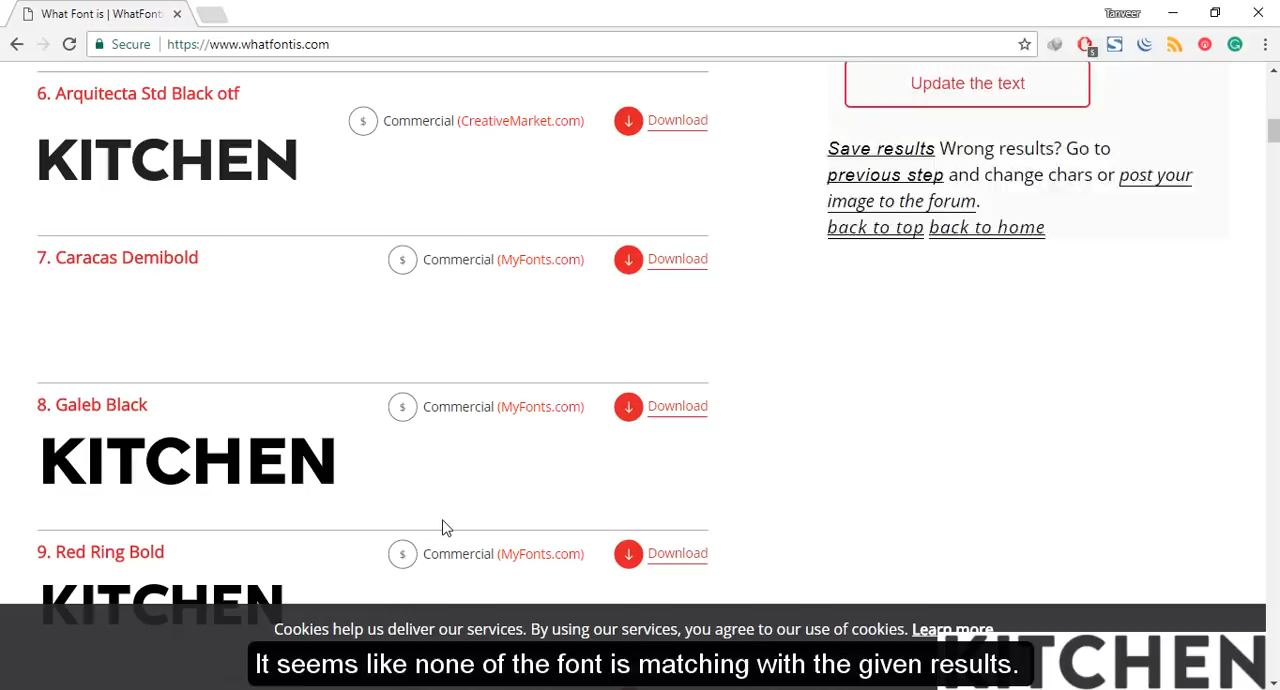 What Font is | WhatFont
Tanveer
Secure
https://www.whatfontis.com
5
6. Arquitecta Std Black otf
$ Commercial (CreativeMarket.com)
Download
KITCHEN
7. Caracas Demibold
$ Commercial (MyFonts.com)
Download
8. Galeb Black
$ Commercial (MyFonts.com)
Download
KITCHEN
9. Red Ring Bold
$ Commercial (MyFonts.com)
Download
KITCHEN
Update the text
Save results Wrong results? Go to
previous step and change chars or post your
image to the forum.
back to top back to home
Cookies help us deliver our services. By using our services, you agree to our use of cookies. Learn more
It seems like none of the font is matching with the given results.
KITCHEN